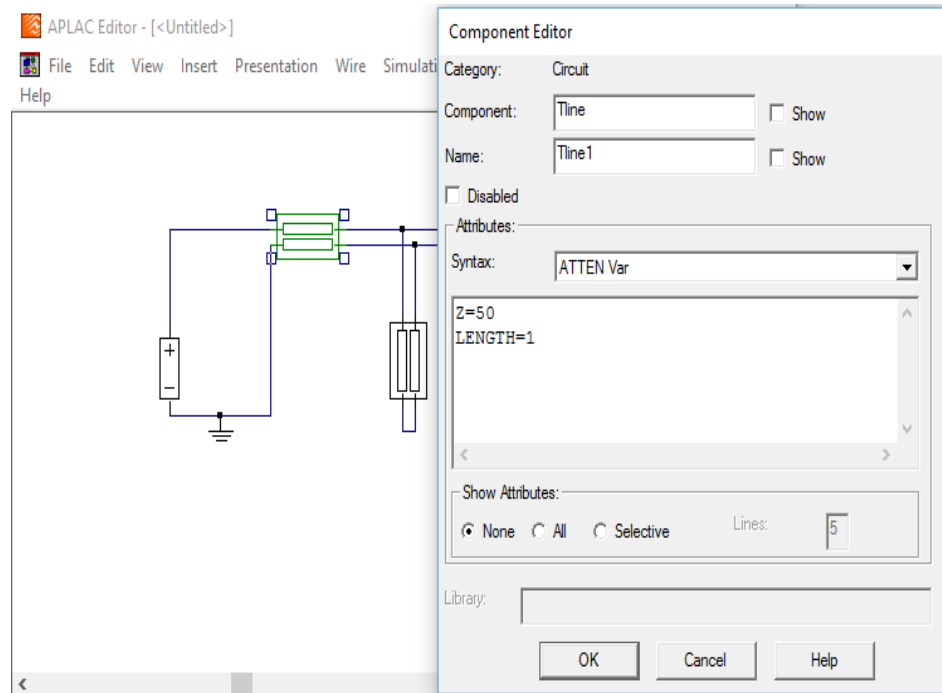 APLAC Editor - [<Untitled>]
File Edit View Insert Presentation Wire Simulati
Help
+
−
Component Editor
Category: Circuit
Component: Tline Show
Name: Tline1 Show
Disabled
Attributes:
Syntax: ATTEN Var
Z=50
LENGTH=1
Show Attributes:
None All Selective Lines: 5
Library:
OK Cancel Help